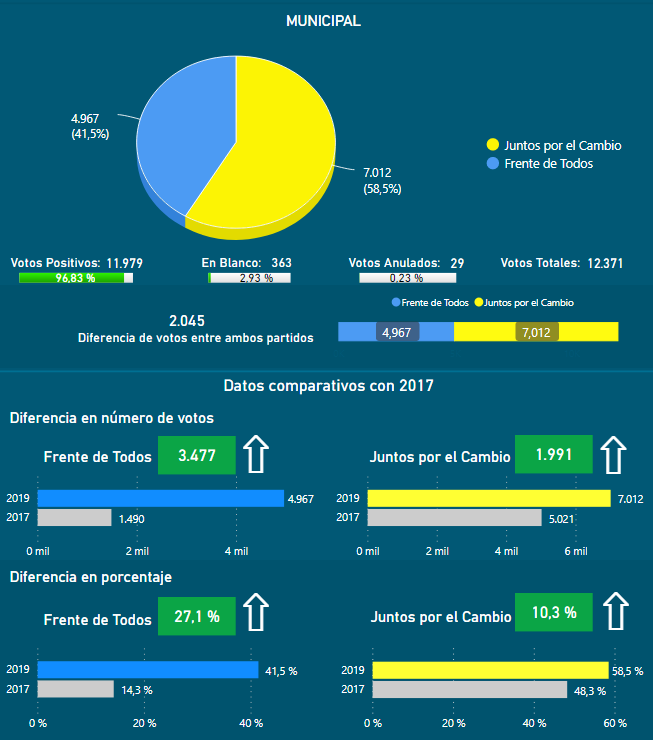 MUNICIPAL
4.967
(41,5%)
7.012
(58,5%)
Juntos por el Cambio
Frente de Todos
Votos Positivos: 11.979
96,83 %
En Blanco: 363
2,93 %
Votos Anulados: 29
0,23 %
Votos Totales: 12.371
2.045
Diferencia de votos entre ambos partidos
Frente de Todos Juntos por el Cambio
4,967 7,012
Datos comparativos con 2017
Diferencia en número de votos
Frente de Todos 3.477
Juntos por el Cambio 1.991
2019 4.967
2017 1.490
0 mil 2 mil 4 mil
2019 7.012
2017 5.021
0 mil 2 mil 4 mil 6 mil
Diferencia en porcentaje
Frente de Todos 27,1 %
Juntos por el Cambio 10,3 %
2019 41,5 %
2017 14,3 %
0 % 20 % 40 %
2019 58,5 %
2017 48,3 %
0 % 20 % 40 % 60 %